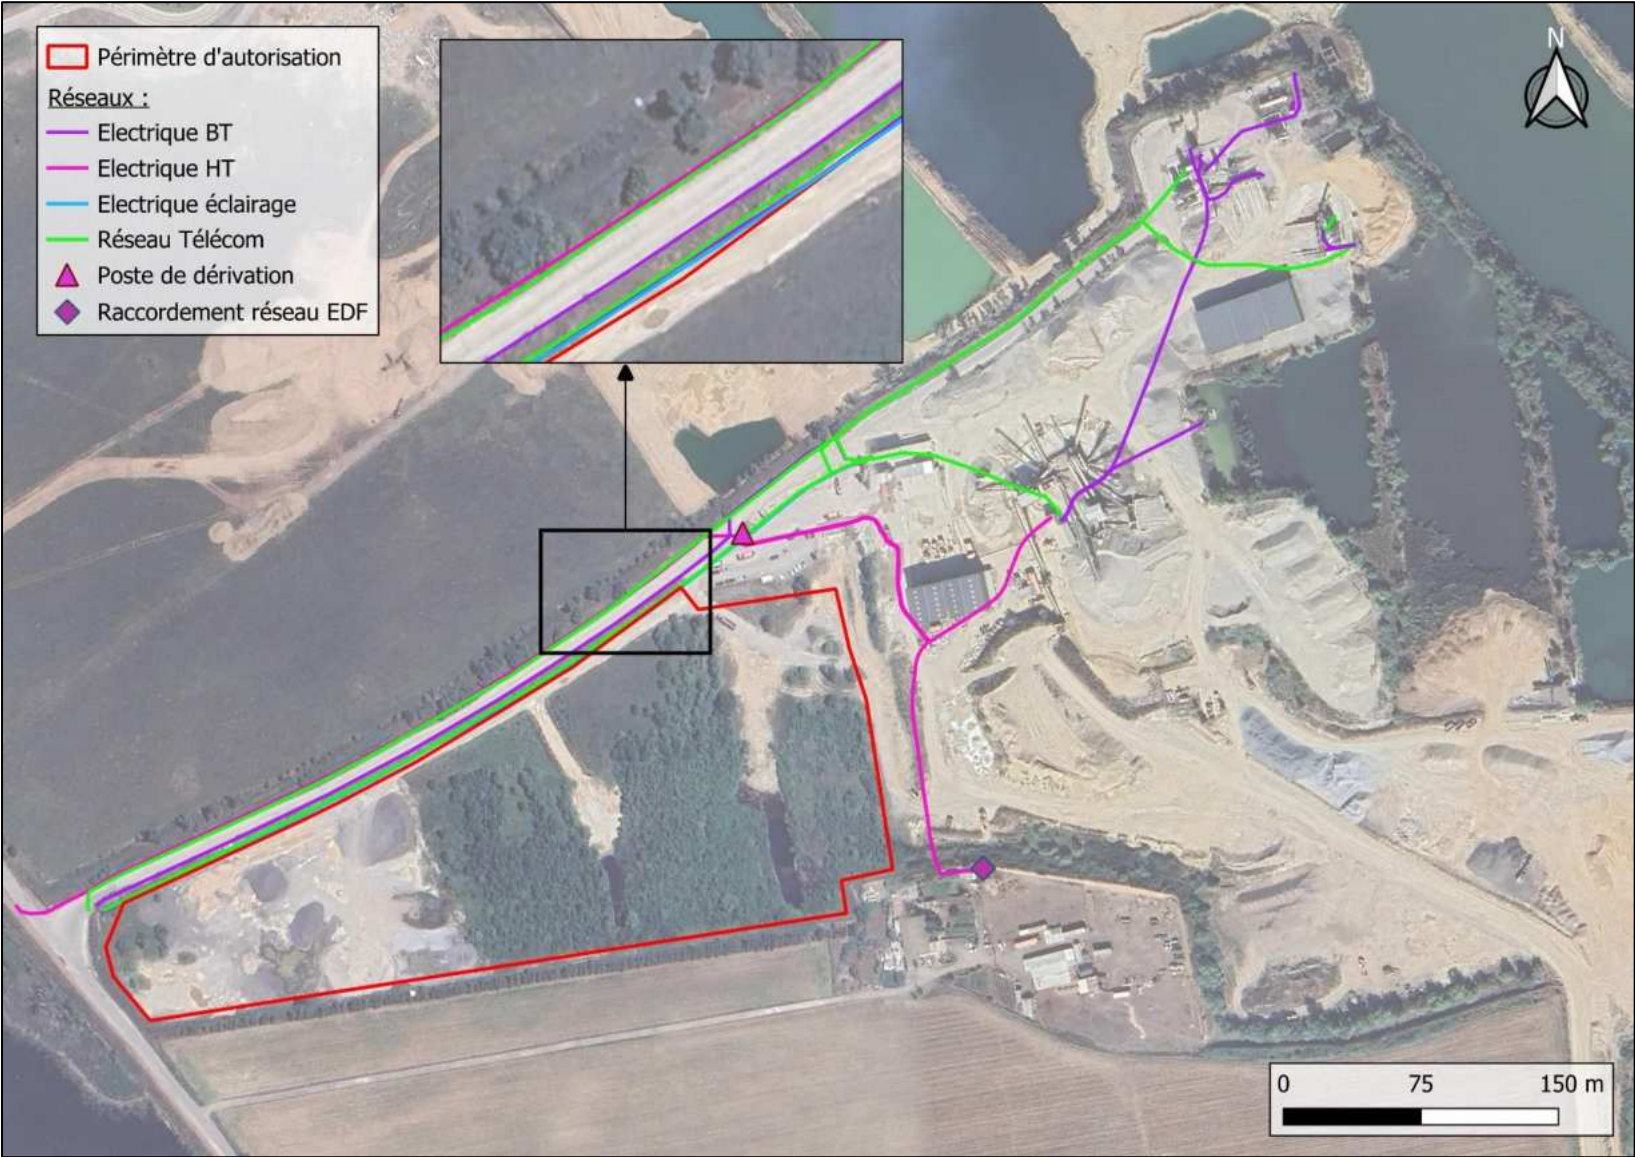 Périmètre d'autorisation
Réseaux :
Electrique BT
Electrique HT
Electrique éclairage
Réseau Télécom
Poste de dérivation
Raccordement réseau EDF
N
0 75 150 m